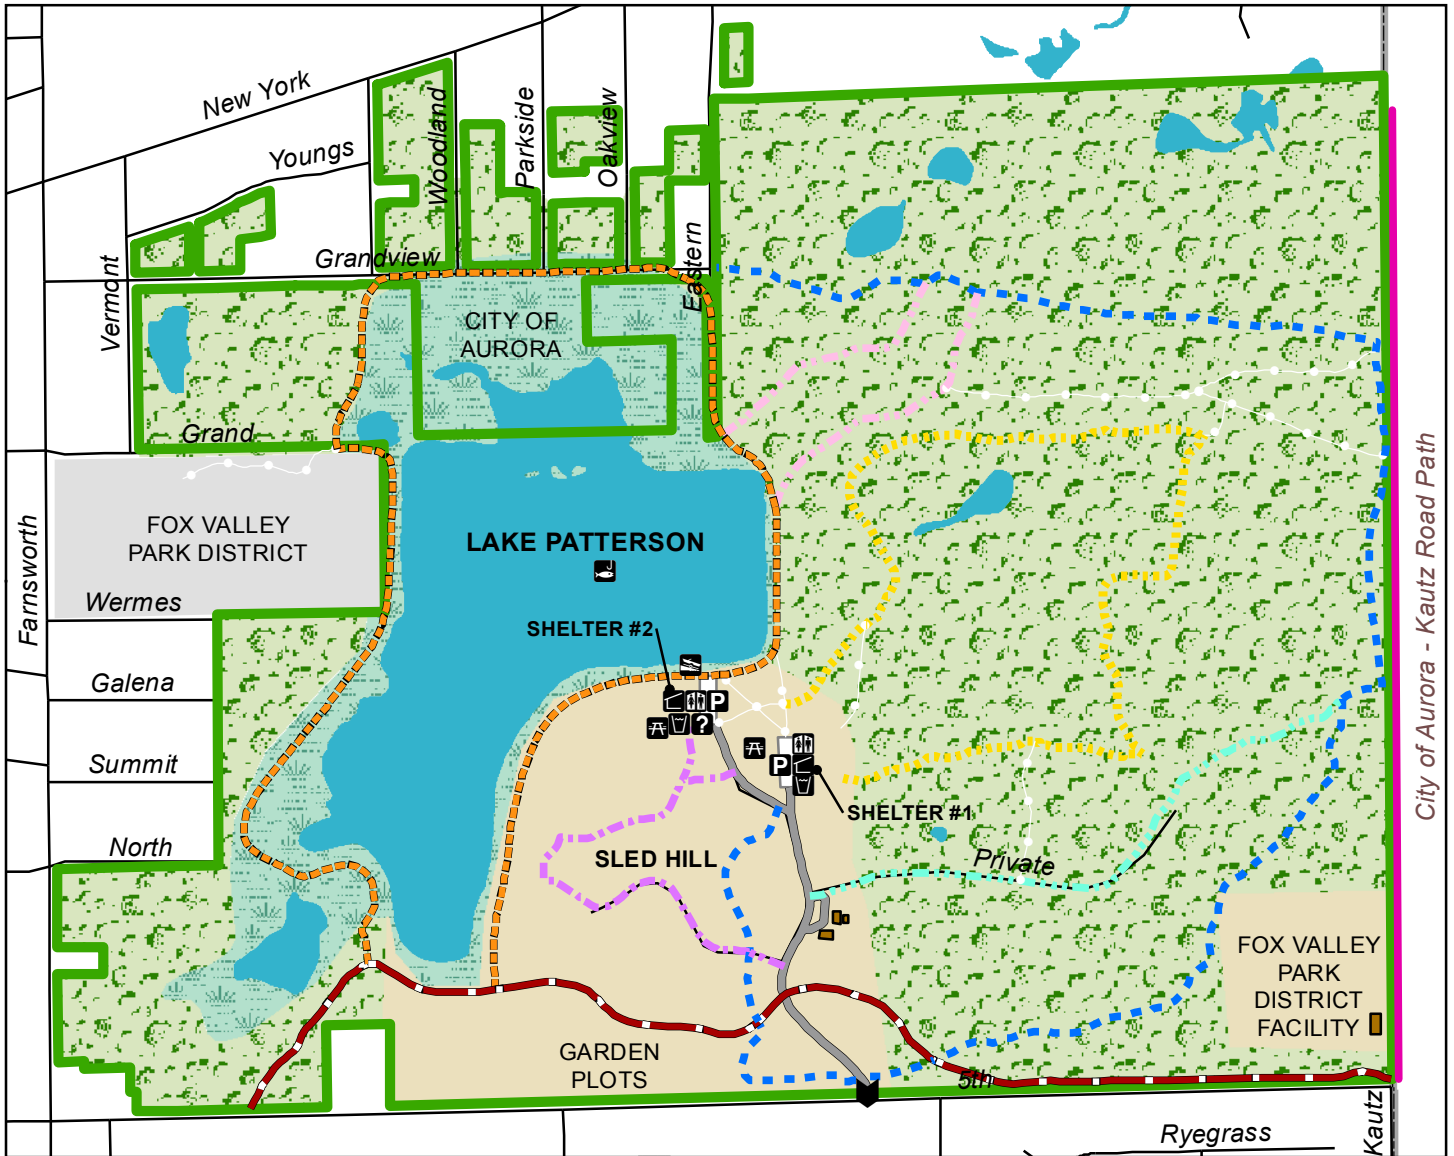 New York
Youngs
Woodland
Parkside
Oakview
Grandview
Eastern
Vermont
CITY OF
AURORA
Grand
Farnsworth
FOX VALLEY
PARK DISTRICT
LAKE PATTERSON
City of Aurora - Kautz Road Path
Wermes
SHELTER #2
Galena
P
?
Summit
P
SHELTER #1
North
SLED HILL
Private
FOX VALLEY
PARK
DISTRICT
FACILITY
GARDEN
PLOTS
5th
Kautz
Ryegrass